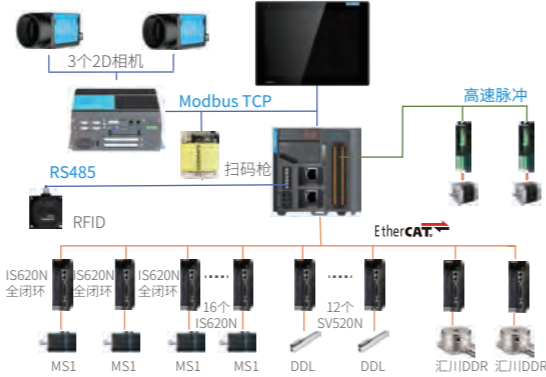 3个2D相机
Modbus TCP
高速脉冲
扫码枪
RS485
RFID
EtherCAT
IS620N
全闭环
IS620N
全闭环
IS620N
全闭环
16个
IS620N
12个
SV520N
MS1
MS1
MS1
MS1
DDL
DDL
汇川DDR
汇川DDR